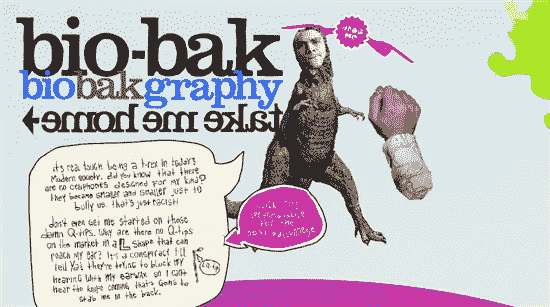 bio-bak
biobakgraphy
take me home
it's real tough being a t-rex in today's
modern society. did you know that there
are no cellphones designed for my kind?
they became smaller and smaller just to
bully us. that's just racist!
don't even get me started on those
damn Q-tips. Why are there no Q-tips
on the market in a L shape that can
reach my ear? It's a conspiracy I'll
tell ya! they're trying to block my
hearing with my earwax so I can't
hear the knife coming that's going to
stab me in the back.
Q-tip
me
click the
for the
next